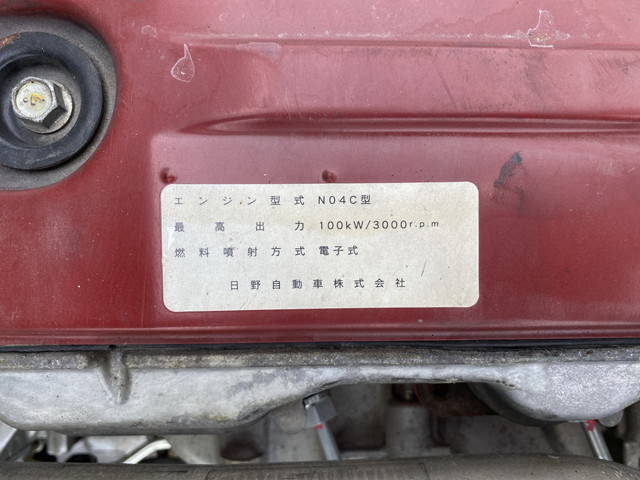 エンジン型式 N04C型
最高出力 100kW/3000r.p.m
燃料噴射方式 電子式
日野自動車株式会社